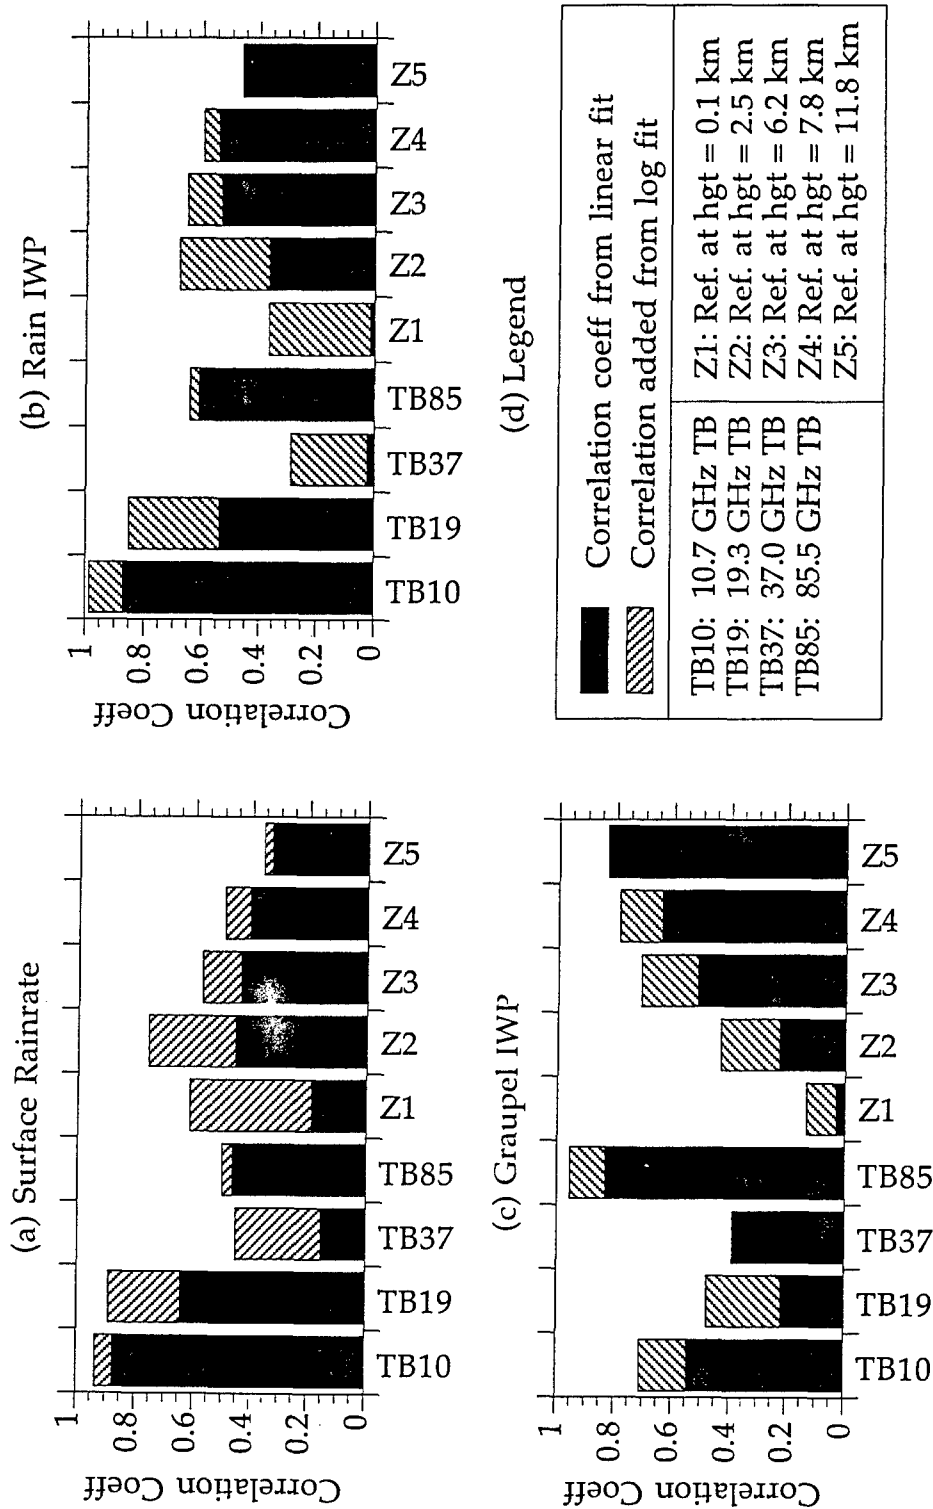 (a) Surface Rainrate
Correlation Coeff
1
0.8
0.6
0.4
0.2
0
TB10 TB19 TB37 TB85 Z1 Z2 Z3 Z4 Z5
(b) Rain IWP
Correlation Coeff
1
0.8
0.6
0.4
0.2
0
TB10 TB19 TB37 TB85 Z1 Z2 Z3 Z4 Z5
(c) Graupel IWP
Correlation Coeff
1
0.8
0.6
0.4
0.2
0
TB10 TB19 TB37 TB85 Z1 Z2 Z3 Z4 Z5
(d) Legend
Correlation coeff from linear fit
Correlation added from log fit
TB10: 10.7 GHz TB
TB19: 19.3 GHz TB
TB37: 37.0 GHz TB
TB85: 85.5 GHz TB
Z1: Ref. at hgt = 0.1 km
Z2: Ref. at hgt = 2.5 km
Z3: Ref. at hgt = 6.2 km
Z4: Ref. at hgt = 7.8 km
Z5: Ref. at hgt = 11.8 km